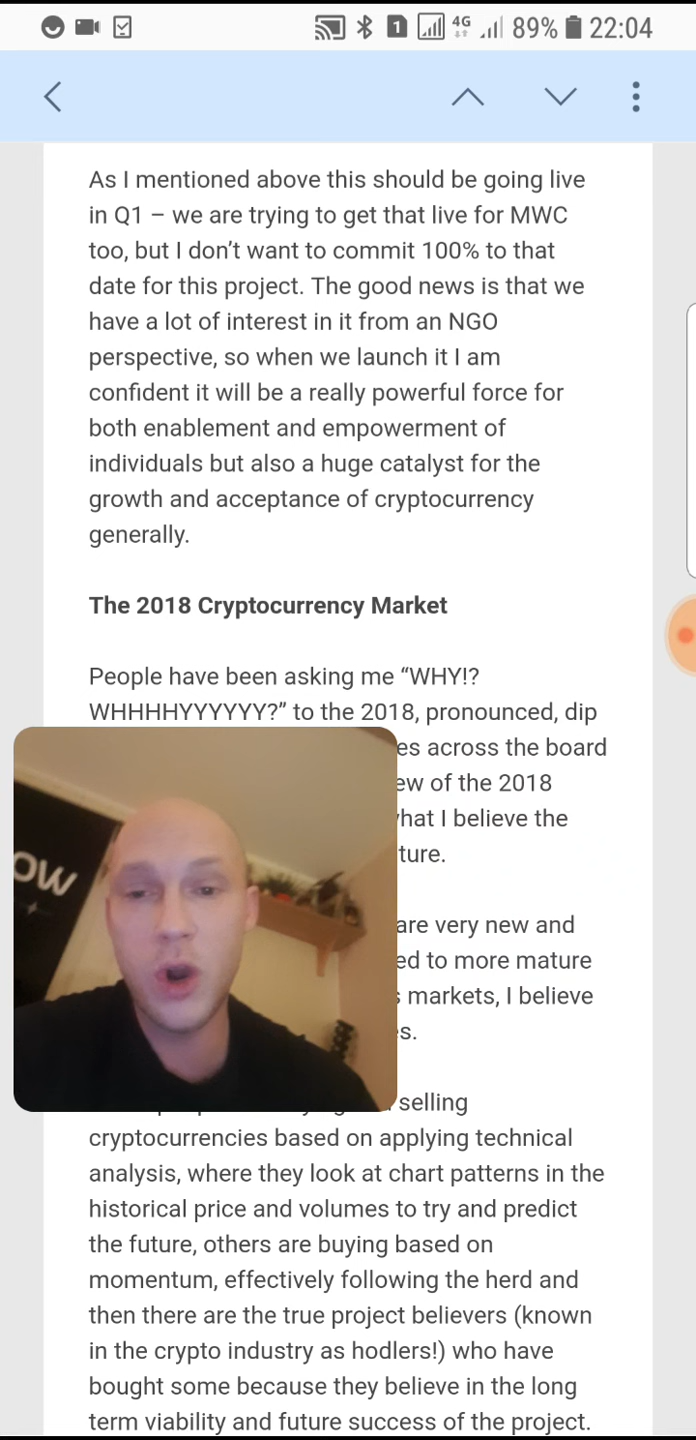 1 4G 89% 22:04
As I mentioned above this should be going live
in Q1 – we are trying to get that live for MWC
too, but I don’t want to commit 100% to that
date for this project. The good news is that we
have a lot of interest in it from an NGO
perspective, so when we launch it I am
confident it will be a really powerful force for
both enablement and empowerment of
individuals but also a huge catalyst for the
growth and acceptance of cryptocurrency
generally.
The 2018 Cryptocurrency Market
People have been asking me “WHY!?
WHHHHYYYYYY?” to the 2018, pronounced, dip
across the board
of the 2018
I believe the
are very new and
to more mature
markets, I believe
OW
selling
cryptocurrencies based on applying technical
analysis, where they look at chart patterns in the
historical price and volumes to try and predict
the future, others are buying based on
momentum, effectively following the herd and
then there are the true project believers (known
in the crypto industry as hodlers!) who have
bought some because they believe in the long
term viability and future success of the project.